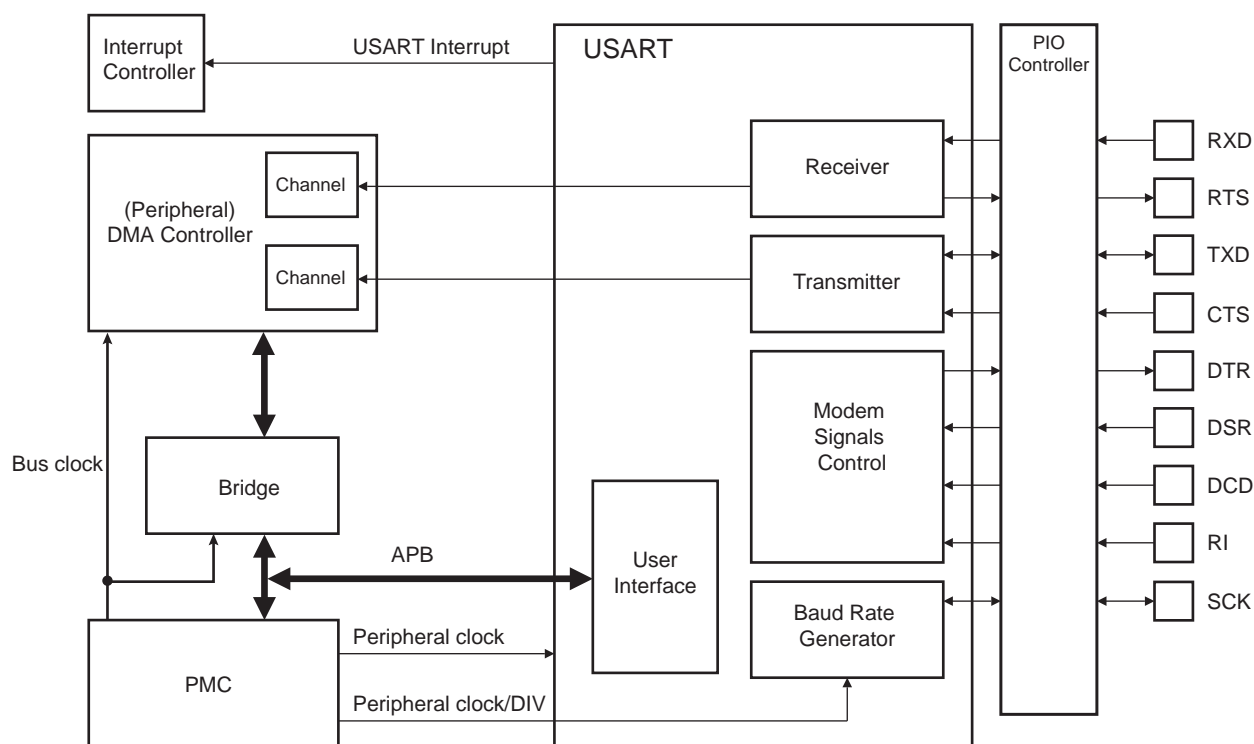 Interrupt
Controller
USART Interrupt
USART
PIO
Controller
(Peripheral)
DMA Controller
Channel
Channel
Receiver
Transmitter
Modem
Signals
Control
Baud Rate
Generator
RXD
RTS
TXD
CTS
DTR
DSR
DCD
RI
SCK
Bus clock
Bridge
APB
User
Interface
PMC
Peripheral clock
Peripheral clock/DIV